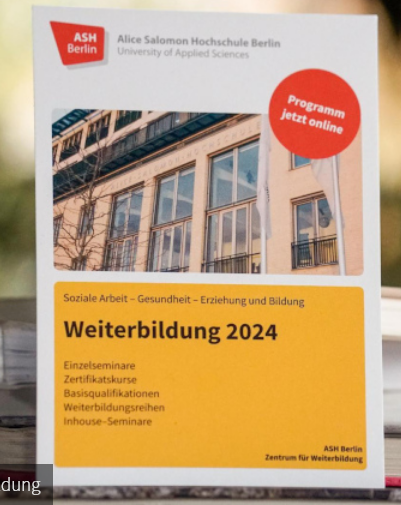 ASH
Berlin
Alice Salomon Hochschule Berlin
University of Applied Sciences
Programm
jetzt online
Soziale Arbeit – Gesundheit – Erziehung und Bildung
Weiterbildung 2024
Einzelseminare
Zertifikatskurse
Basisqualifikationen
Weiterbildungsreihen
Inhouse–Seminare
ASH Berlin
Zentrum für Weiterbildung
dung